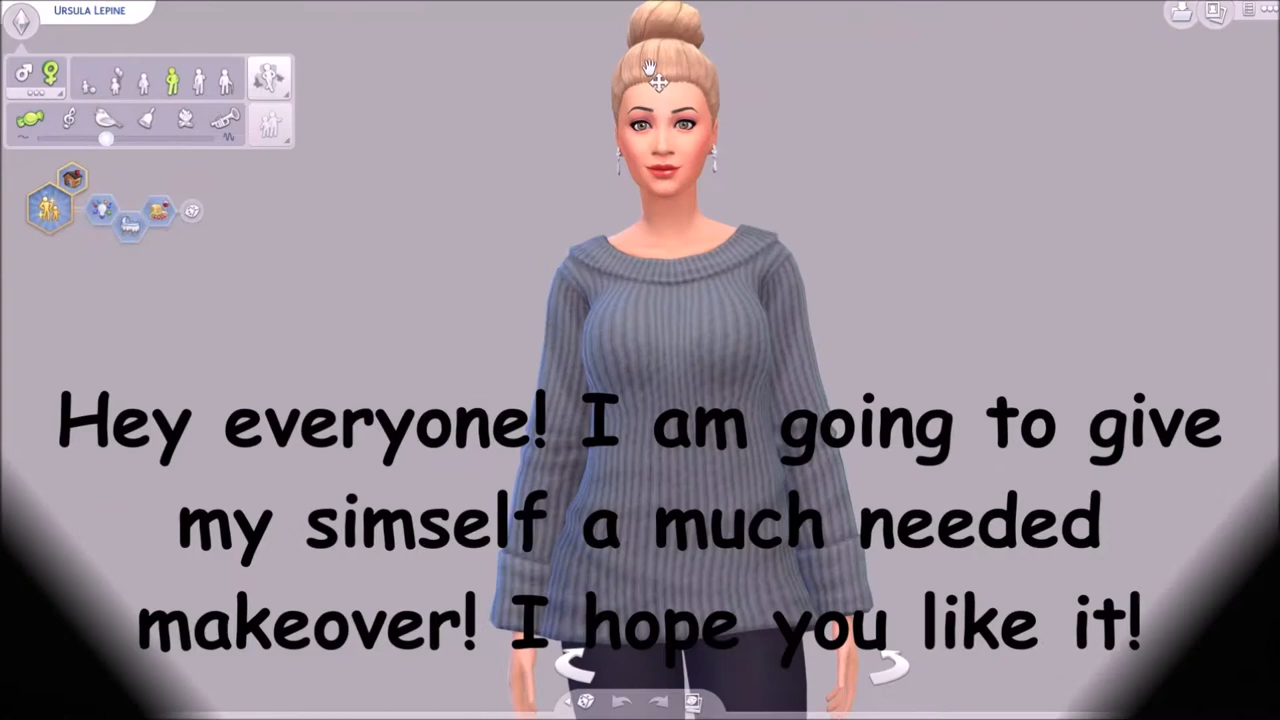 Ursula Lepine
Hey everyone! I am going to give
my simself a much needed
makeover! I hope you like it!